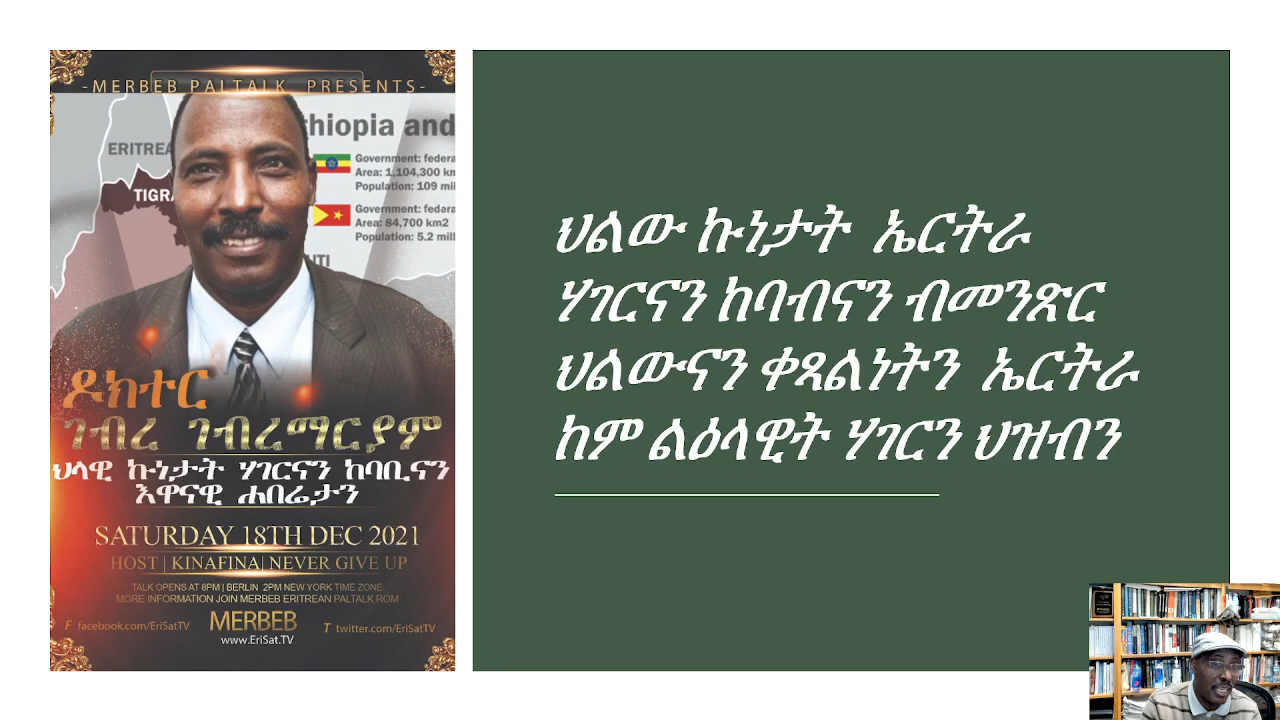 -MERBEB PALTALK PRESENTS-
thiopia and
ERITREA
TIGRA
Government: federa
Area: 1,104,300 km
Population: 109 mil
Government: federa
Area: 84,700 km2
Population: 5.2 mill
UTI
ዶክተር
ገብረ ገብረማርያም
ህላዊ ኩነታት ሃገርናን ከባቢናን
እዋናዊ ሐበሬታን
SATURDAY 18TH DEC 2021
HOST | KINAFINA| NEVER GIVE UP
TALK OPENS AT 8PM | BERLIN 2PM NEW YORK TIME ZONE
MORE INFORMATION JOIN MERBEB ERITREAN PALTALK ROM
F facebook.com/EriSatTV
MERBEB
www.EriSat.TV
T twitter.com/EriSatTV
ህልው ኩነታት ኤርትራ
ሃገርናን ከባብናን ብመንጽር
ህልውናን ቀጻልነትን ኤርትራ
ከም ልዕላዊት ሃገርን ህዝብን